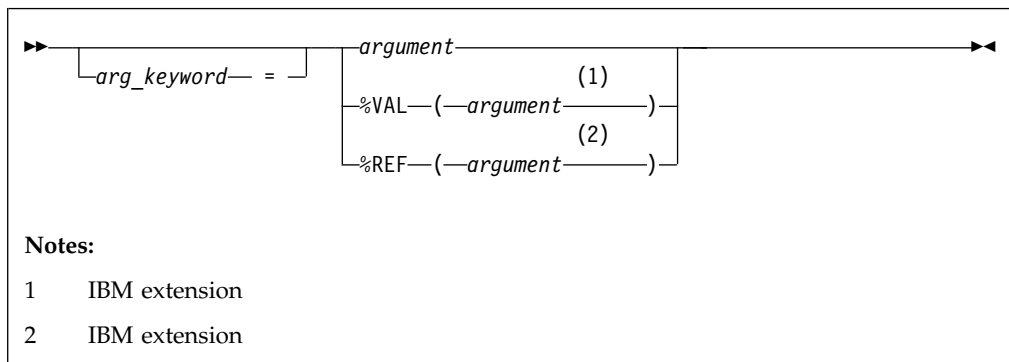 argument
arg_keyword =
(1)
%VAL ( argument )
(2)
%REF ( argument )
Notes:
1 IBM extension
2 IBM extension